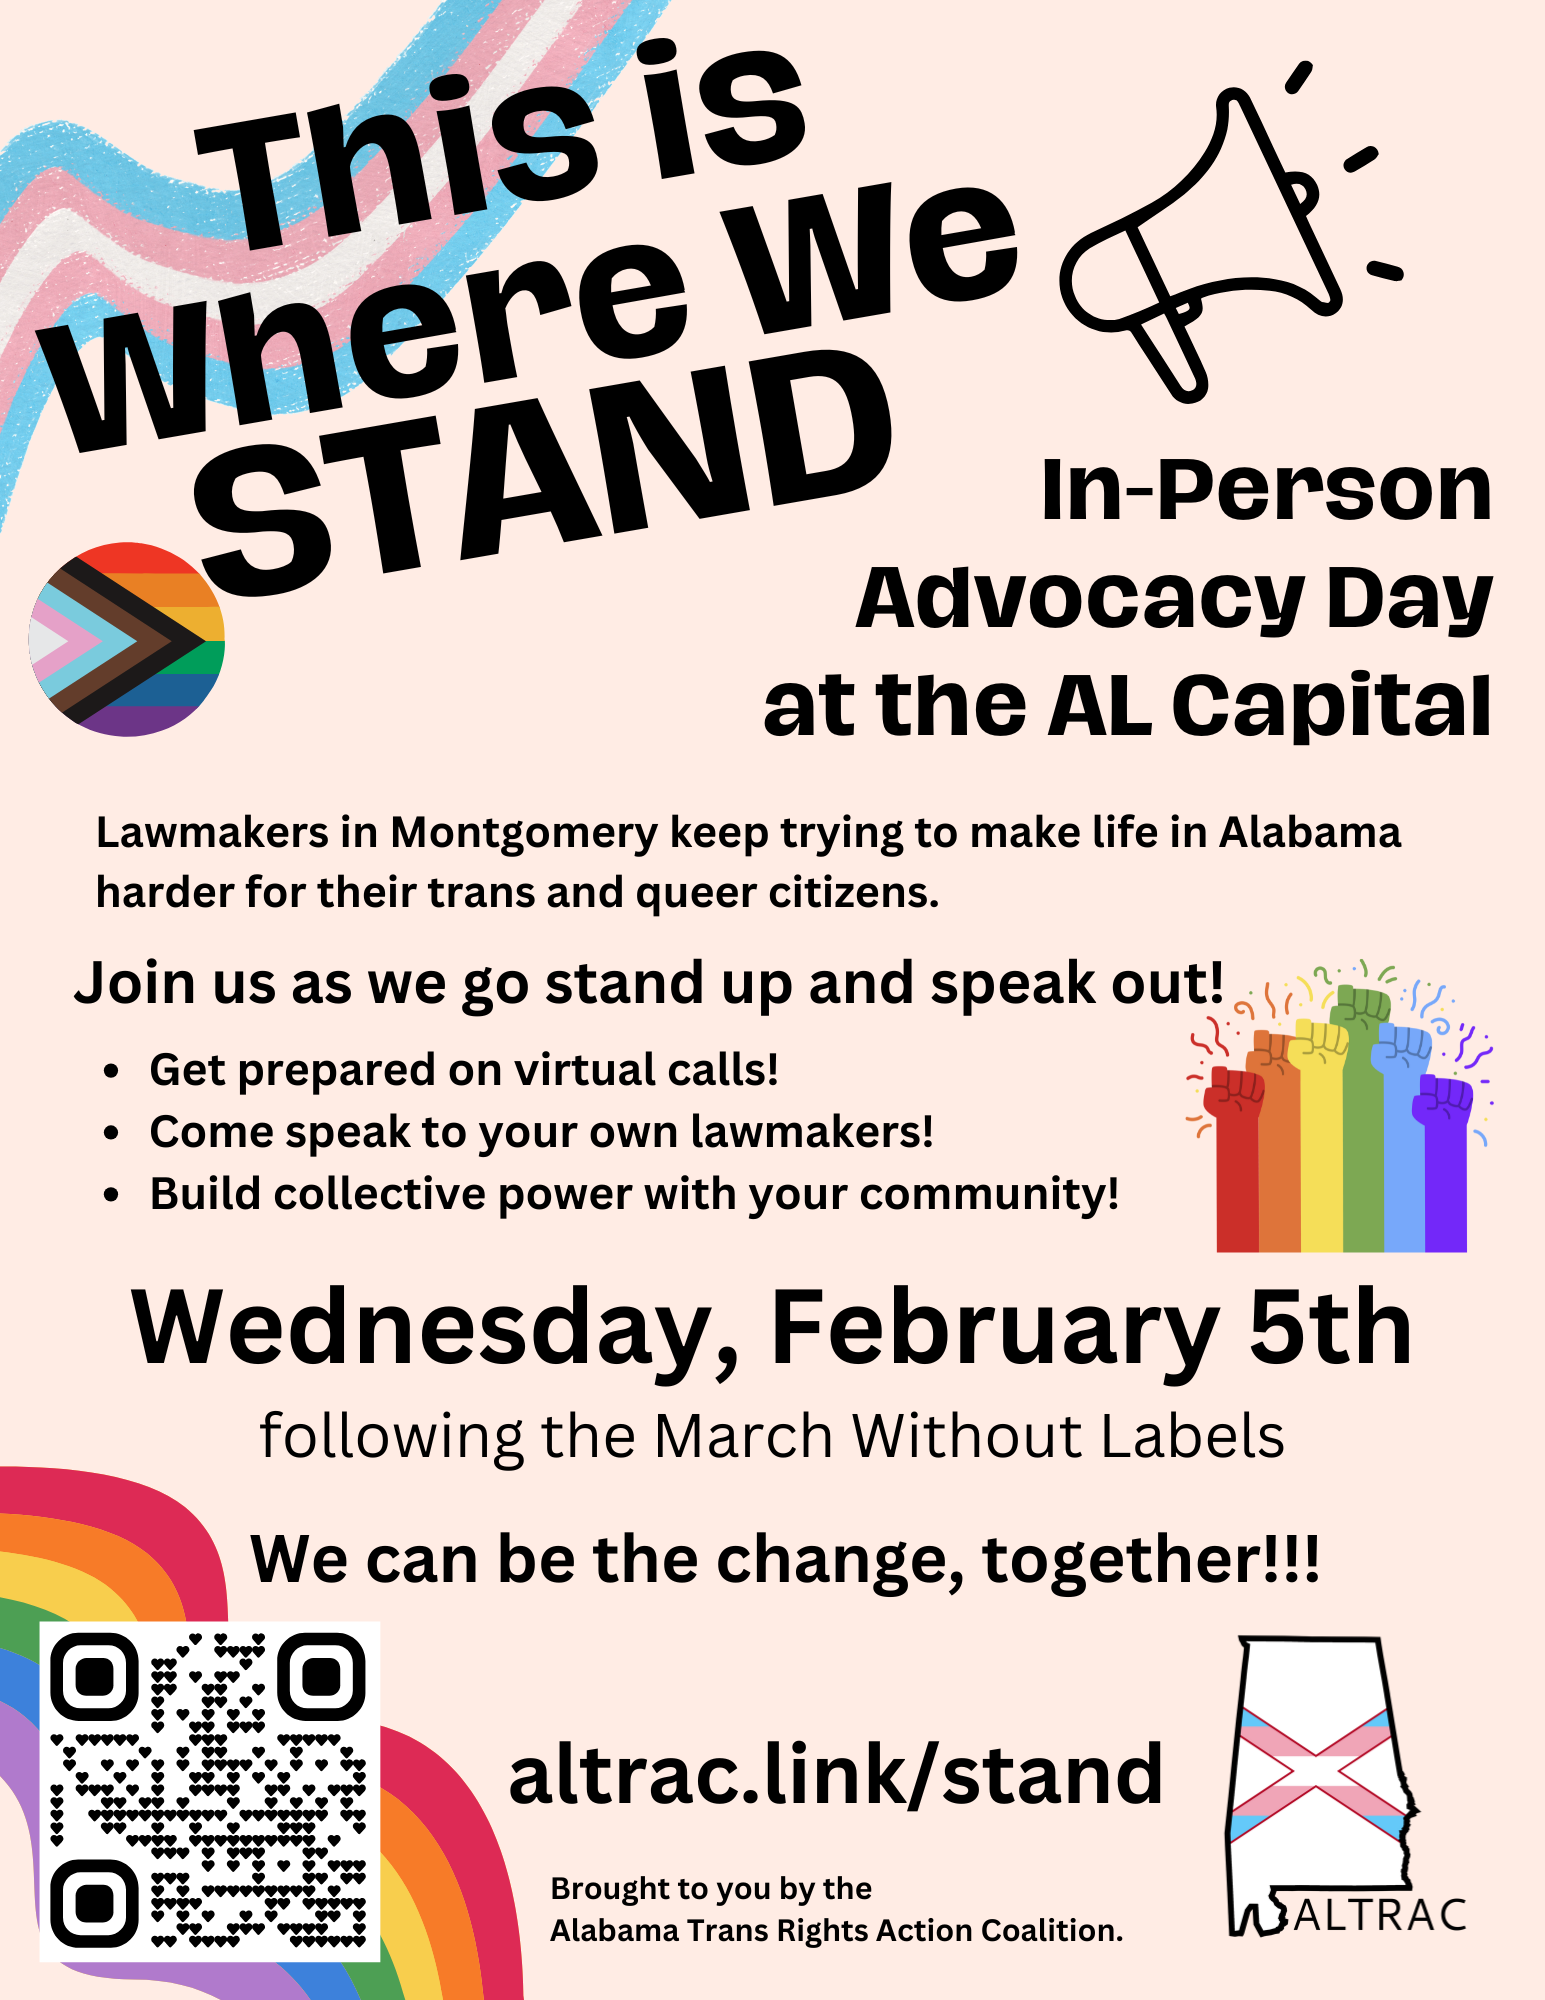 This is
Where We
STAND
In-Person
Advocacy Day
at the AL Capital
Lawmakers in Montgomery keep trying to make life in Alabama
harder for their trans and queer citizens.
Join us as we go stand up and speak out!
• Get prepared on virtual calls!
• Come speak to your own lawmakers!
• Build collective power with your community!
Wednesday, February 5th
following the March Without Labels
We can be the change, together!!!
altrac.link/stand
Brought to you by the
Alabama Trans Rights Action Coalition.
ALTRAC